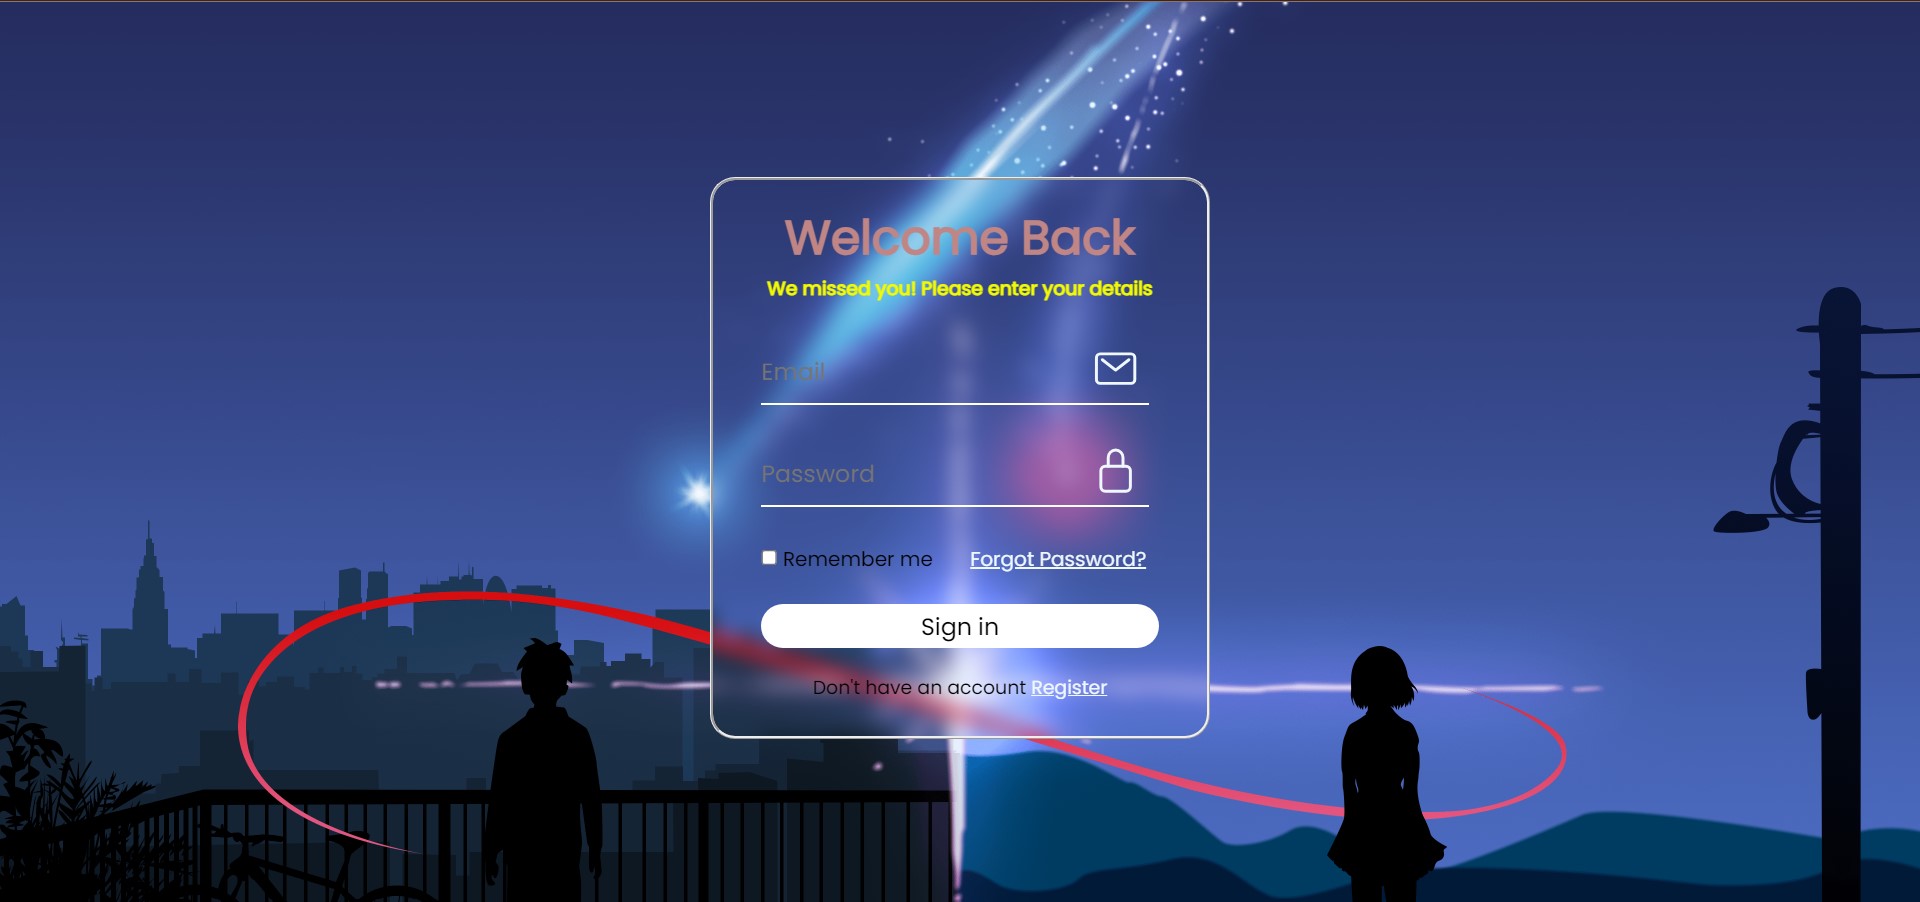 Welcome Back
We missed you! Please enter your details
Email
Password
Remember me Forgot Password?
Sign in
Don't have an account Register